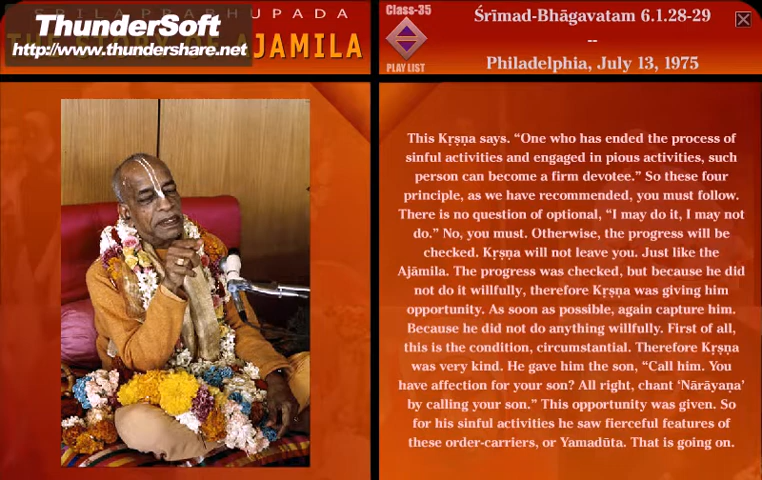 SRILA PRABHUPADA
ThunderSoft
http://www.thundershare.net
THE STORY OF AJAMILA
Class-35
PLAY LIST
Śrīmad-Bhāgavatam 6.1.28-29
--
Philadelphia, July 13, 1975
This Kṛṣṇa says. “One who has ended the process of
sinful activities and engaged in pious activities, such
person can become a firm devotee.” So these four
principle, as we have recommended, you must follow.
There is no question of optional, “I may do it, I may not
do.” No, you must. Otherwise, the progress will be
checked. Kṛṣṇa will not leave you. Just like the
Ajāmila. The progress was checked, but because he did
not do it willfully, therefore Kṛṣṇa was giving him
opportunity. As soon as possible, again capture him.
Because he did not do anything willfully. First of all,
this is the condition, circumstantial. Therefore Kṛṣṇa
was very kind. He gave him the son, “Call him. You
have affection for your son? All right, chant ‘Nārāyaṇa’
by calling your son.” This opportunity was given. So
for his sinful activities he saw fierceful features of
these order-carriers, or Yamadūta. That is going on.